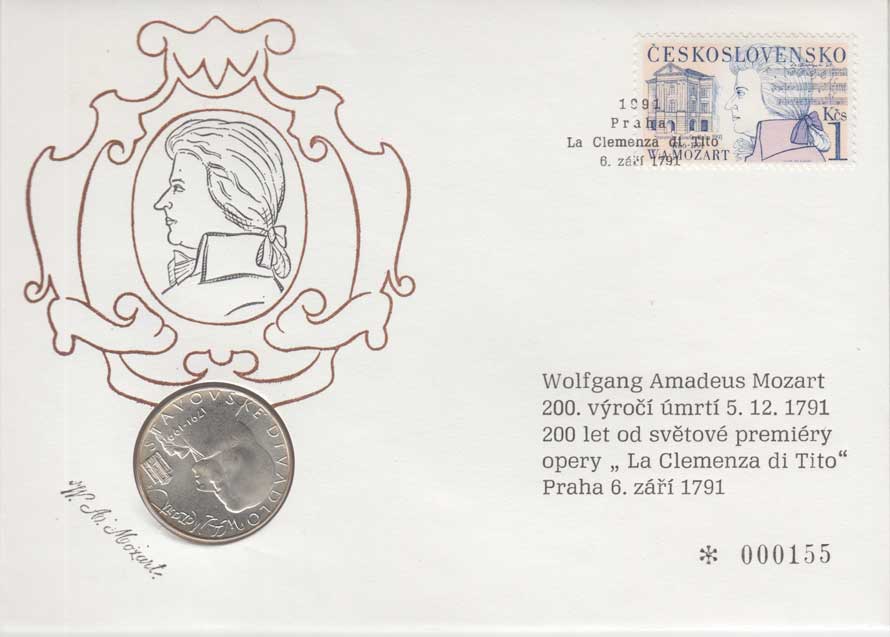 ČESKOSLOVENSKO
Kčs
1
W.A.MOZART
1991
Praha
La Clemenza di Tito
6. září 1791
STAVOVSKÉ DIVADLO
W. A. Mozart.
Wolfgang Amadeus Mozart
200. výročí úmrtí 5. 12. 1791
200 let od světové premiéry
opery „ La Clemenza di Tito“
Praha 6. září 1791
* 000155